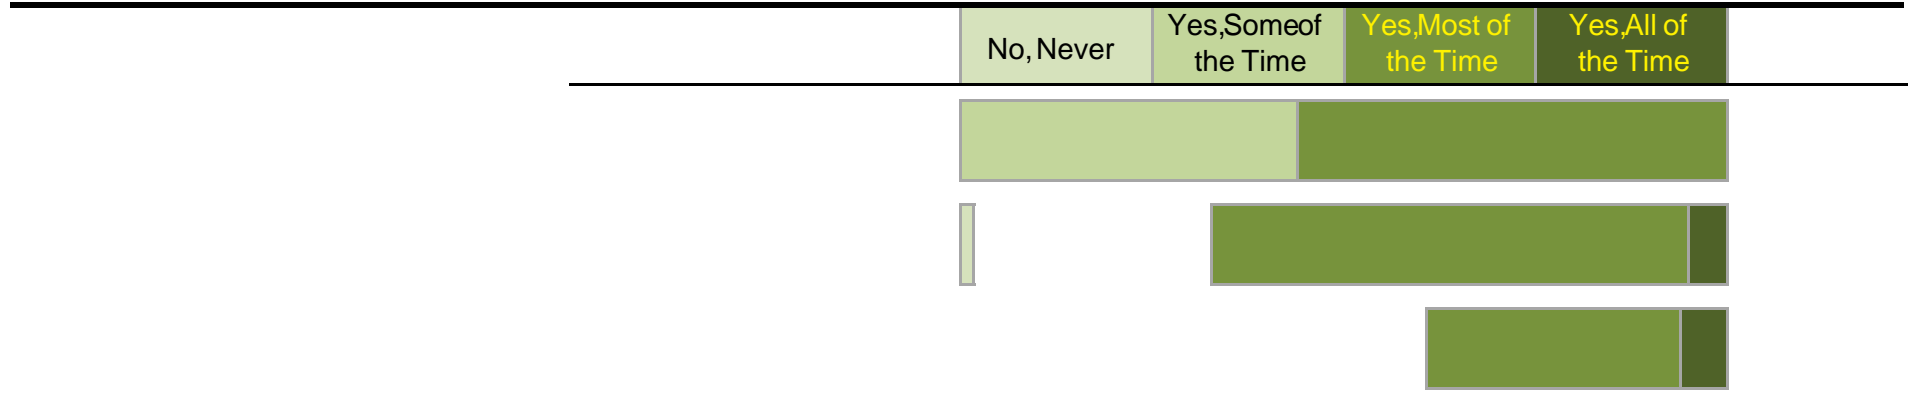 No, Never
Yes,Someof
the Time
Yes,Most of
the Time
Yes,All of
the Time